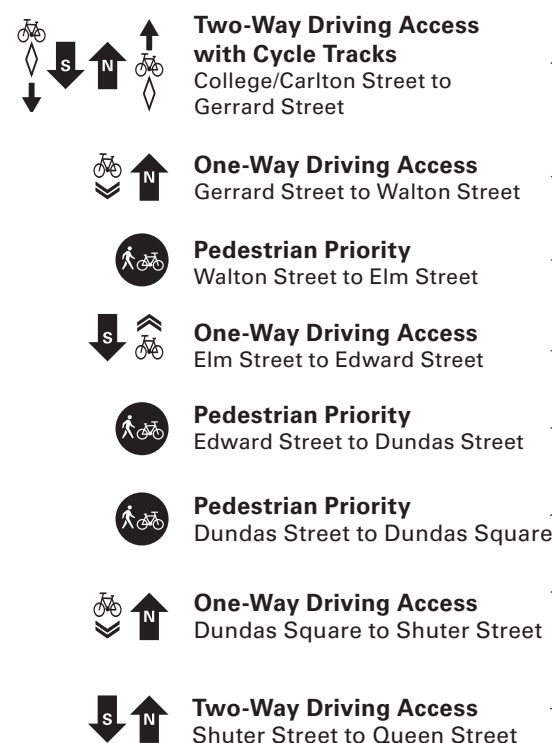 Two-Way Driving Access
with Cycle Tracks
S N
College/Carlton Street to
Gerrard Street
One-Way Driving Access
N
Gerrard Street to Walton Street
Pedestrian Priority
Walton Street to Elm Street
S
One-Way Driving Access
Elm Street to Edward Street
Pedestrian Priority
Edward Street to Dundas Street
Pedestrian Priority
Dundas Street to Dundas Square
One-Way Driving Access
N
Dundas Square to Shuter Street
Two-Way Driving Access
S N
Shuter Street to Queen Street